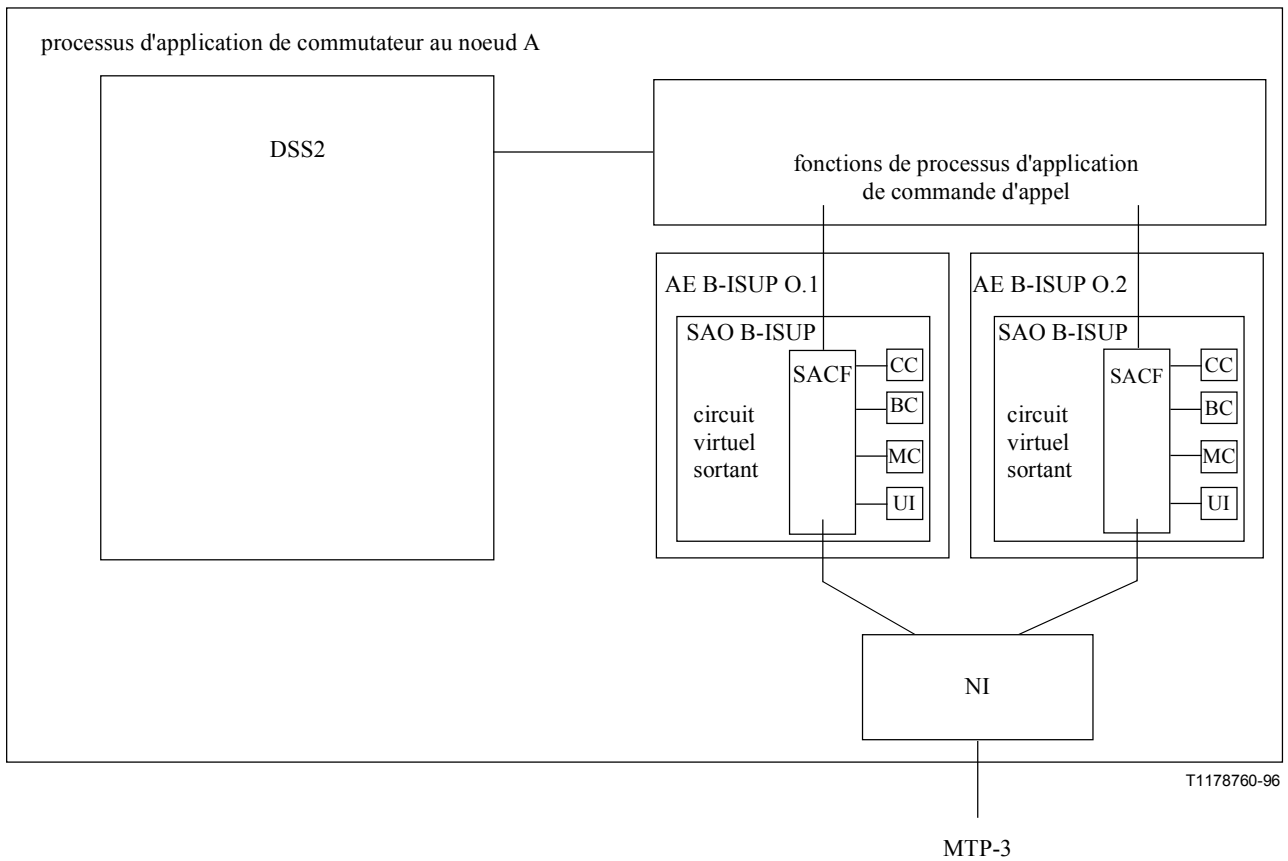 processus d'application de commutateur au noeud A
DSS2
fonctions de processus d'application
de commande d'appel
AE B-ISUP O.1
SAO B-ISUP
SACF
CC
BC
MC
UI
circuit
virtuel
sortant
AE B-ISUP O.2
SAO B-ISUP
SACF
CC
BC
MC
UI
circuit
virtuel
sortant
NI
T1178760-96
MTP-3